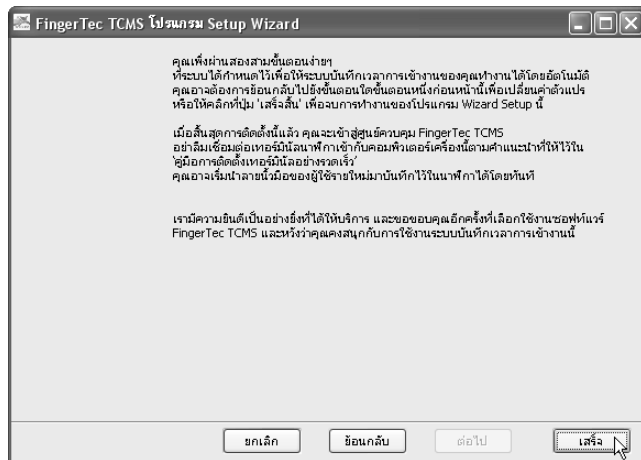 FingerTec TCMS โปรแกรม Setup Wizard
คุณเพิ่งผ่านสองสามขั้นตอนง่ายๆ
ที่ระบบได้กำหนดไว้เพื่อให้ระบบบันทึกเวลาการเข้างานของคุณทำงานได้โดยอัตโนมัติ
คุณอาจต้องการย้อนกลับไปยังขั้นตอนใดขั้นตอนหนึ่งก่อนหน้านี้เพื่อเปลี่ยนค่าตัวแปร
หรือให้คลิกที่ปุ่ม 'เสร็จสิ้น' เพื่อจบการทำงานของโปรแกรม Wizard Setup นี้
เมื่อสิ้นสุดการติดตั้งนี้แล้ว คุณจะเข้าสู่ศูนย์ควบคุม FingerTec TCMS
อย่าลืมเชื่อมต่อเทอร์มินัลนาฬิกาเข้ากับคอมพิวเตอร์เครื่องนี้ตามคำแนะนำที่ให้ไว้ใน
'คู่มือการติดตั้งเทอร์มินัลอย่างรวดเร็ว'
คุณอาจเริ่มนำลายนิ้วมือของผู้ใช้รายใหม่มาบันทึกไว้ในนาฬิกาได้โดยทันที
เรามีความยินดีเป็นอย่างยิ่งที่ได้ให้บริการ และขอขอบคุณอีกครั้งที่เลือกใช้งานซอฟท์แวร์
FingerTec TCMS และหวังว่าคุณคงสนุกกับการใช้งานระบบบันทึกเวลาการเข้างานนี้
ยกเลิก ย้อนกลับ ต่อไป เสร็จ